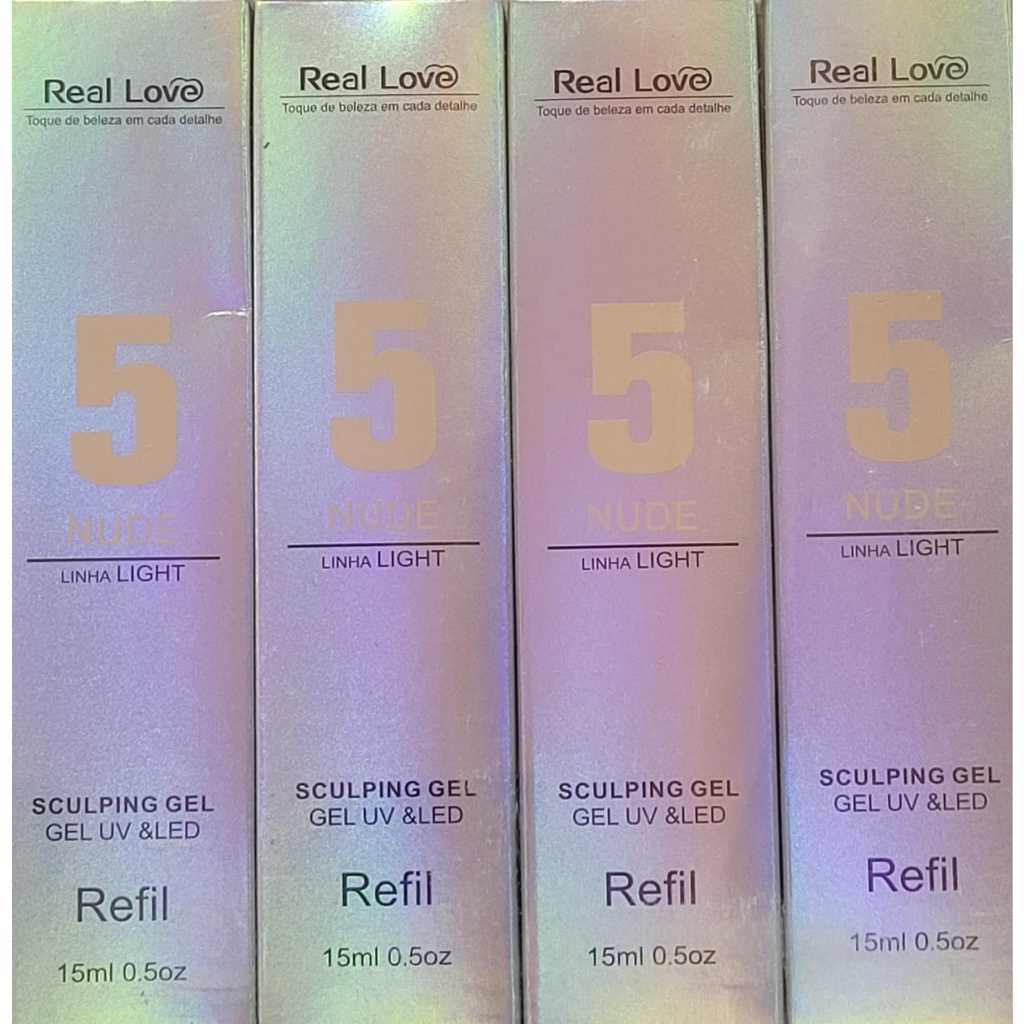 Real Love
Toque de beleza em cada detalhe
5
NUDE
LINHA LIGHT
SCULPING GEL
GEL UV &LED
Refil
15ml 0.5oz
Real Love
Toque de beleza em cada detalhe
5
NUDE
LINHA LIGHT
SCULPING GEL
GEL UV &LED
Refil
15ml 0.5oz
Real Love
Toque de beleza em cada detalhe
5
NUDE
LINHA LIGHT
SCULPING GEL
GEL UV &LED
Refil
15ml 0.5oz
Real Love
Toque de beleza em cada detalhe
5
NUDE
LINHA LIGHT
SCULPING GEL
GEL UV &LED
Refil
15ml 0.5oz